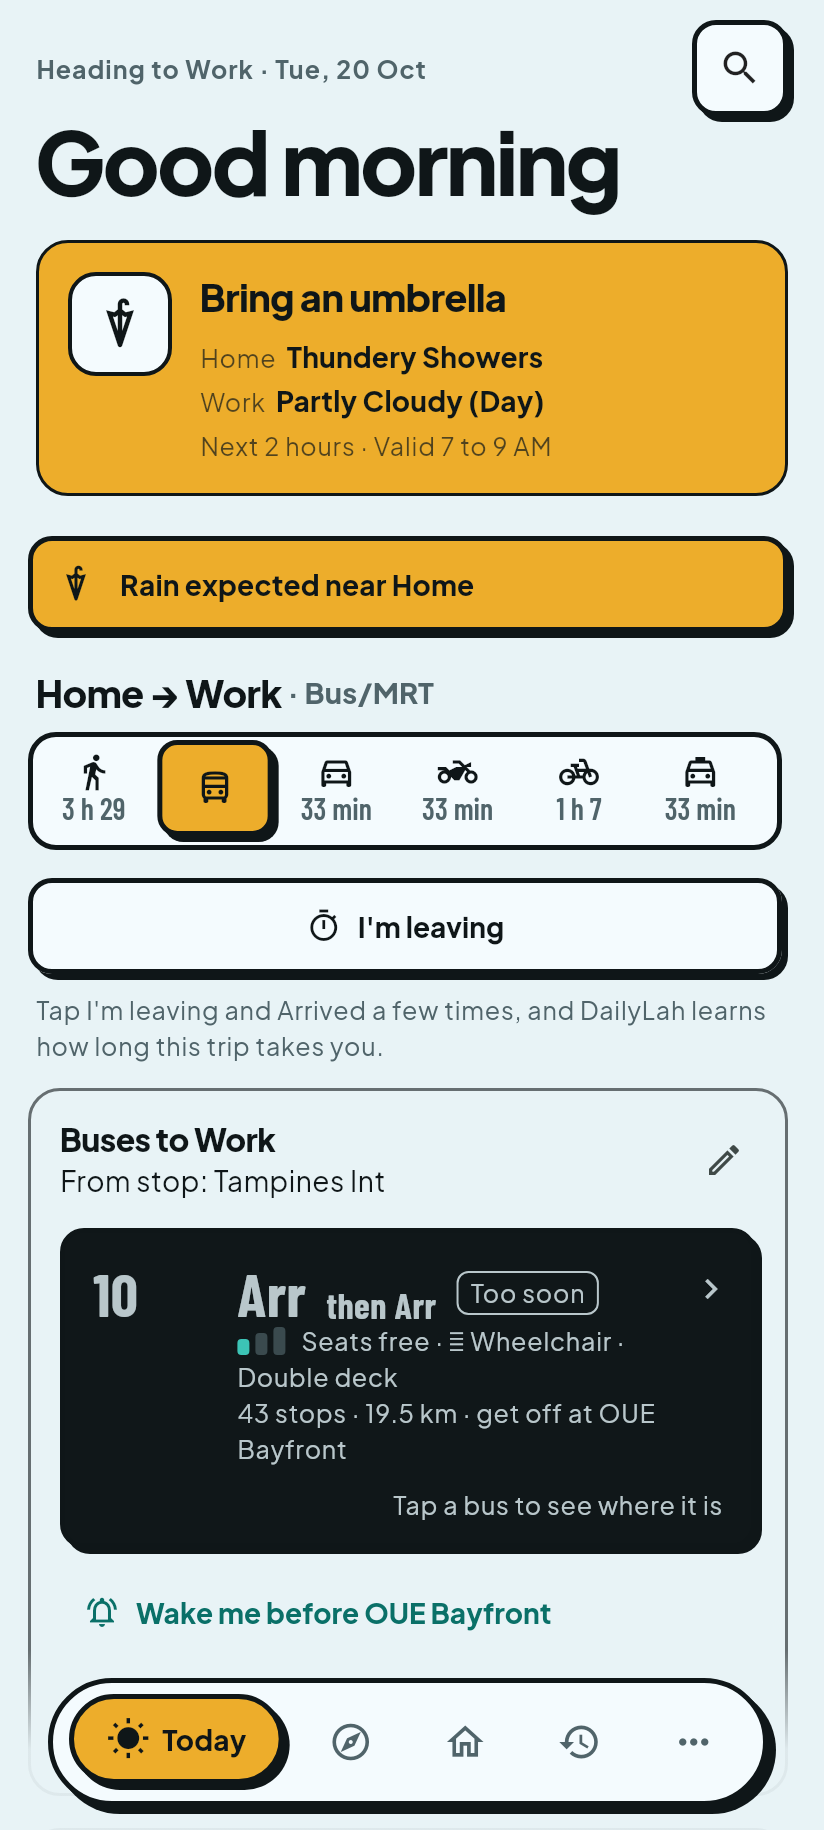 Heading to Work · Tue, 20 Oct
Good morning
Bring an umbrella
Home Thundery Showers
Work Partly Cloudy (Day)
Next 2 hours · Valid 7 to 9 AM
Rain expected near Home
Home → Work · Bus/MRT
3 h 29 33 min 33 min 1 h 7 33 min
I'm leaving
Tap I'm leaving and Arrived a few times, and DailyLah learns
how long this trip takes you.
Buses to Work
From stop: Tampines Int
10 Arr then Arr Too soon
Seats free · Wheelchair ·
Double deck
43 stops · 19.5 km · get off at OUE
Bayfront
Tap a bus to see where it is
Wake me before OUE Bayfront
Today